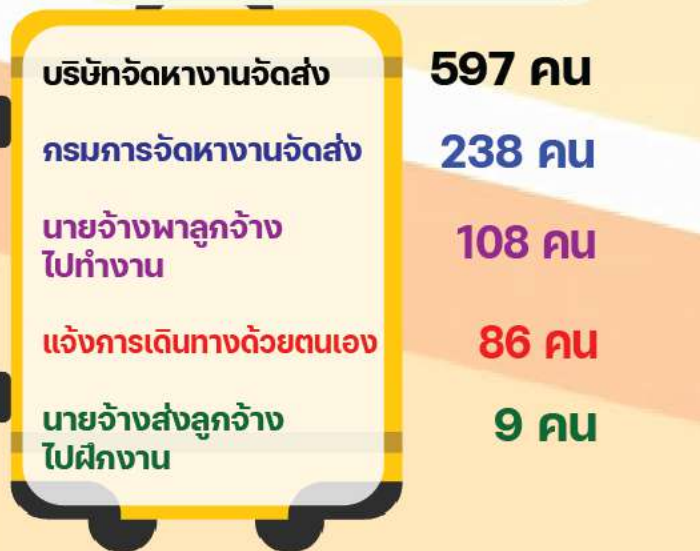 บริษัทจัดหางานจัดส่ง 597 คน
กรมการจัดหางานจัดส่ง 238 คน
นายจ้างพาลูกจ้าง
ไปทำงาน 108 คน
แจ้งการเดินทางด้วยตนเอง 86 คน
นายจ้างส่งลูกจ้าง
ไปฝึกงาน 9 คน